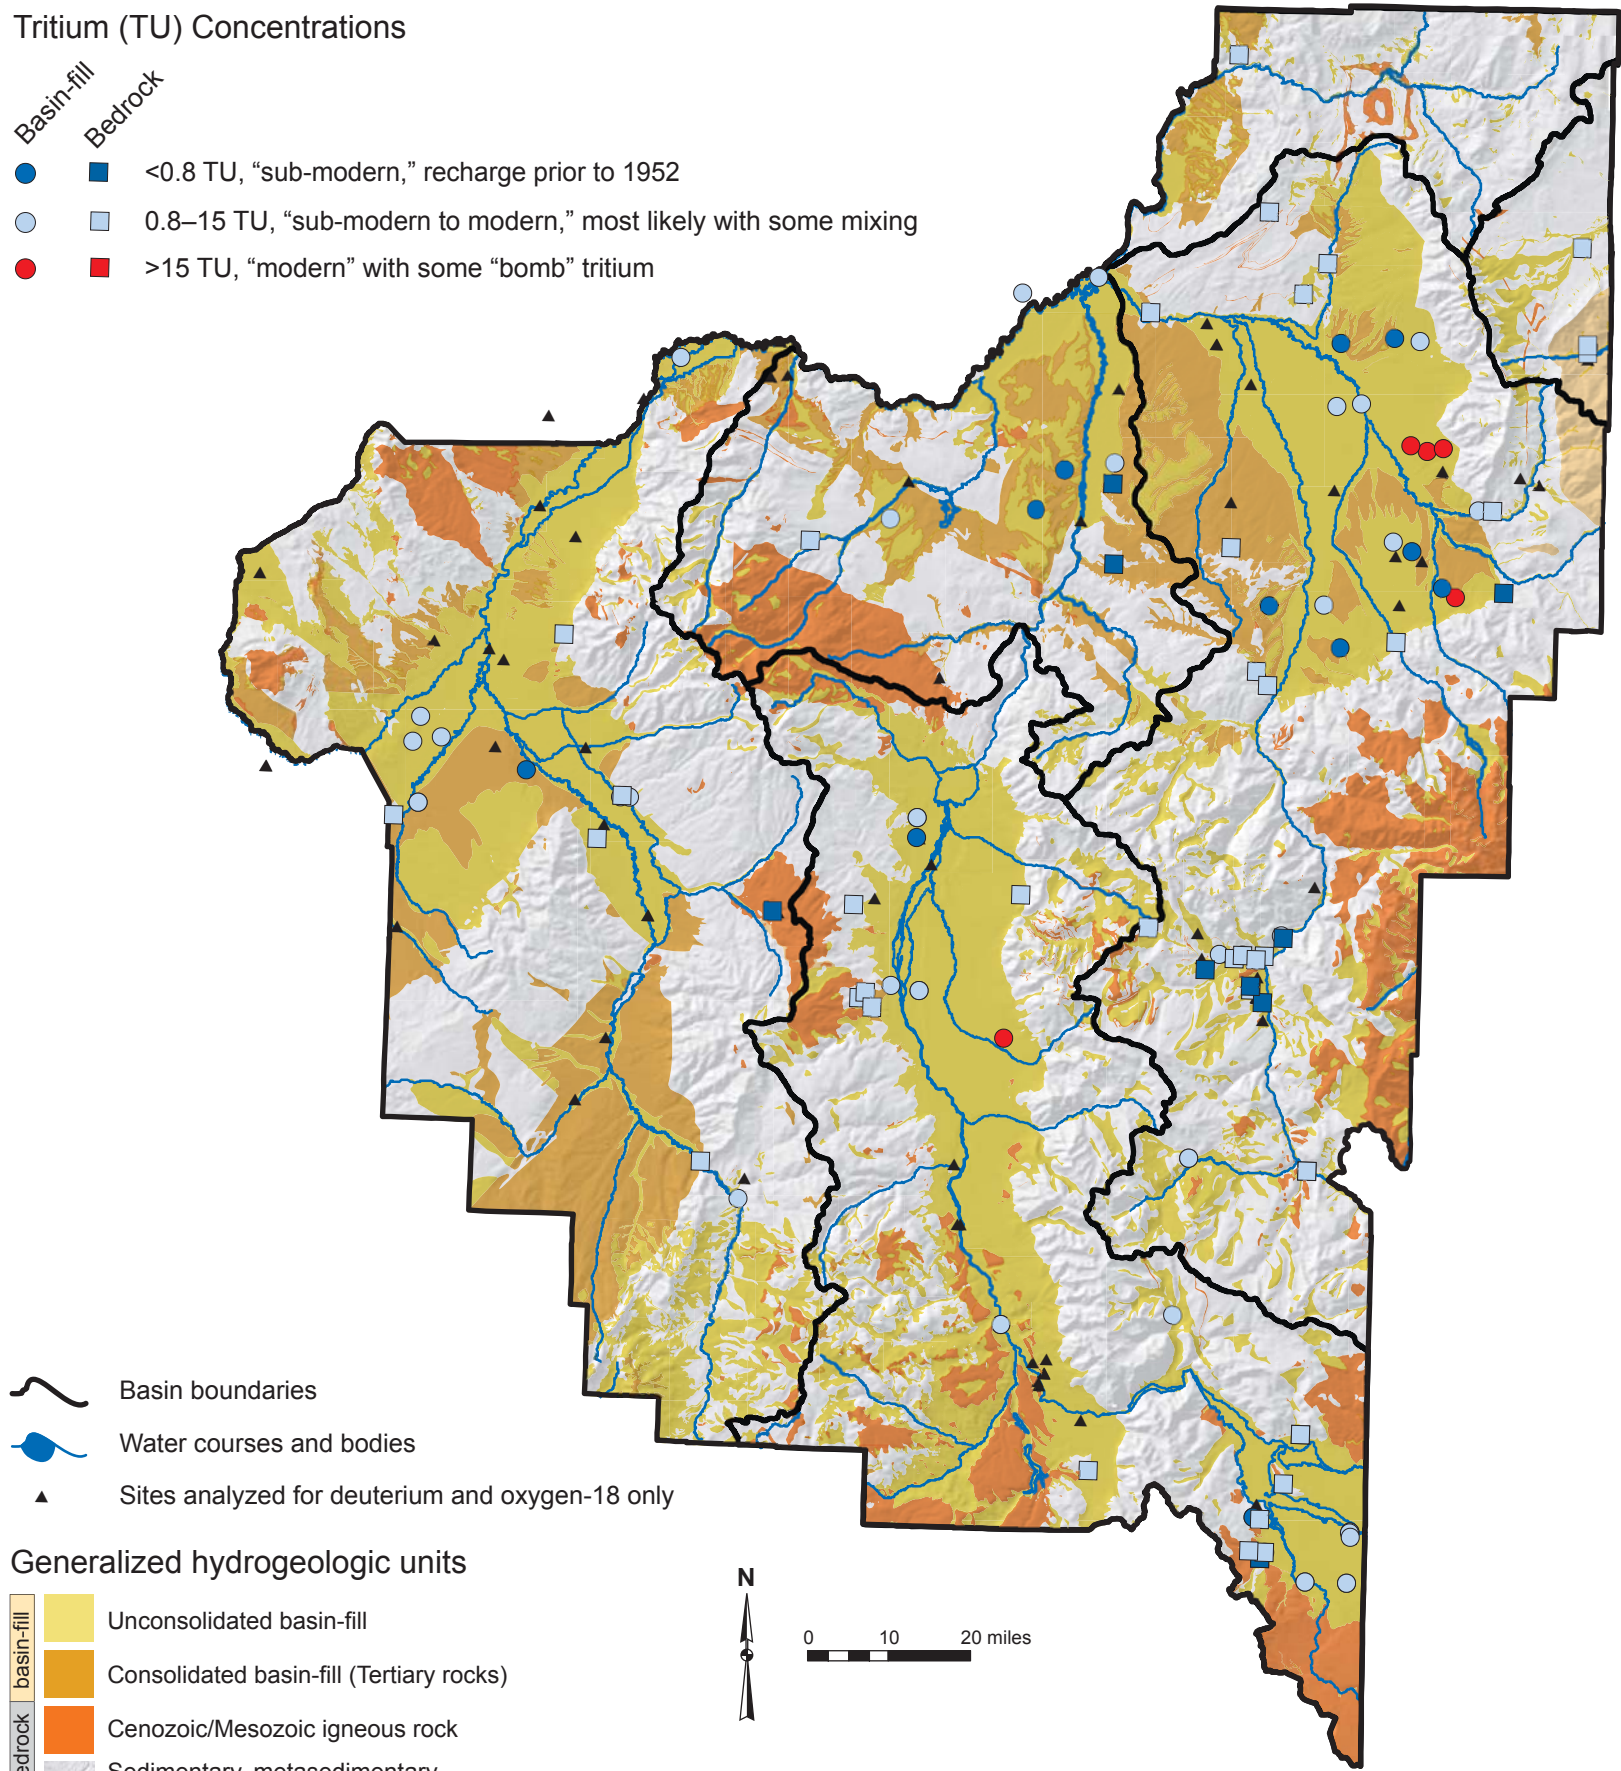 Tritium (TU) Concentrations
Basin-fill
Bedrock
<0.8 TU, “sub-modern,” recharge prior to 1952
0.8–15 TU, “sub-modern to modern,” most likely with some mixing
>15 TU, “modern” with some “bomb” tritium
Basin boundaries
Water courses and bodies
Sites analyzed for deuterium and oxygen-18 only
Generalized hydrogeologic units
basin-fill
Unconsolidated basin-fill
Consolidated basin-fill (Tertiary rocks)
Cenozoic/Mesozoic igneous rock
edrock
Sedimentary, metasedimentary
N
0 10 20 miles